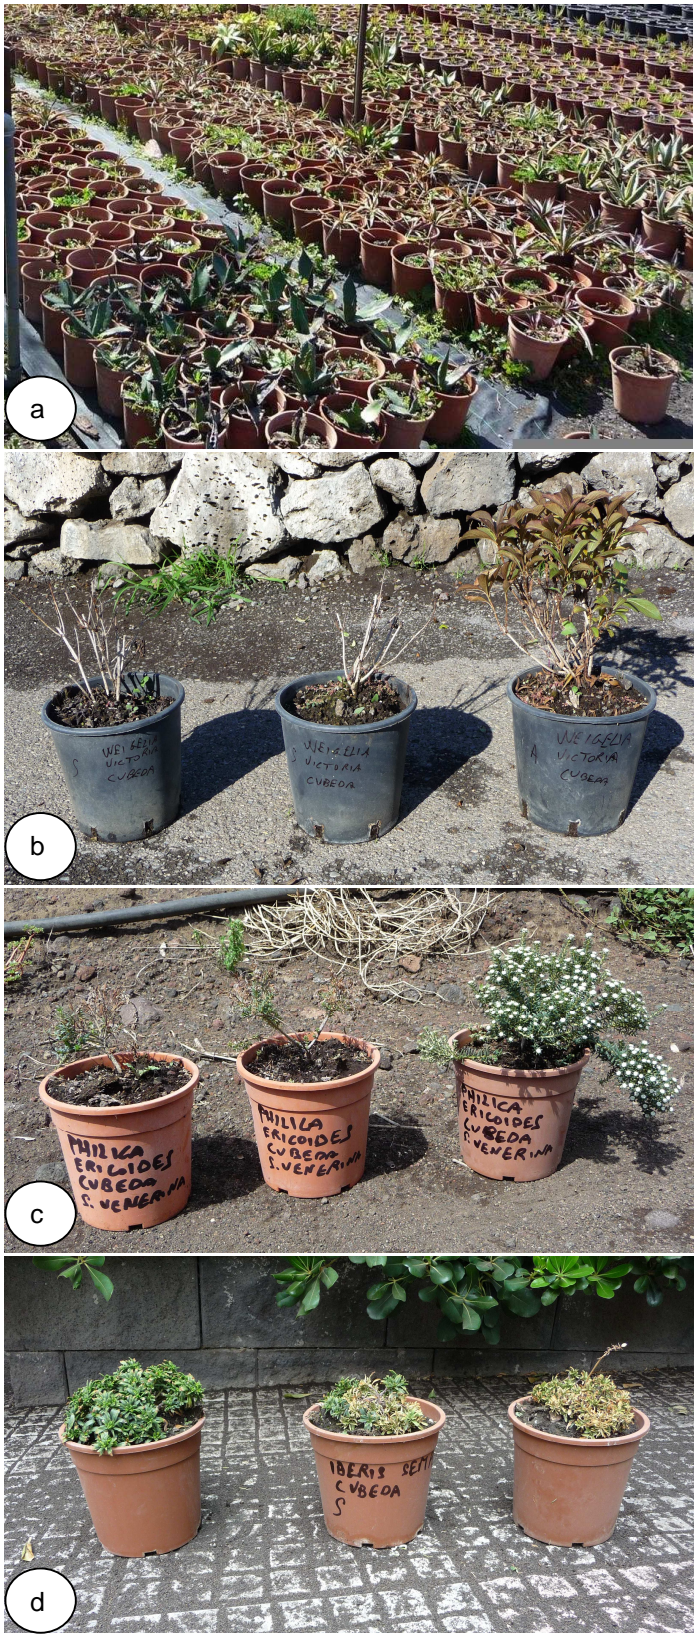 a
S
WEIGELIA
VICTORIA
CUBEDA
S
WEIGELIA
VICTORIA
CUBEDA
A
WEIGELIA
VICTORIA
CUBEDA
b
PHILICA
ERICOIDES
CUBEDA
S. VENERINA
PHILICA
ERICOIDES
CUBEDA
S. VENERINA
PHILICA
ERICOIDES
CUBEDA
S. VENERINA
c
IBERIS SEMP
CUBEDA
S
d